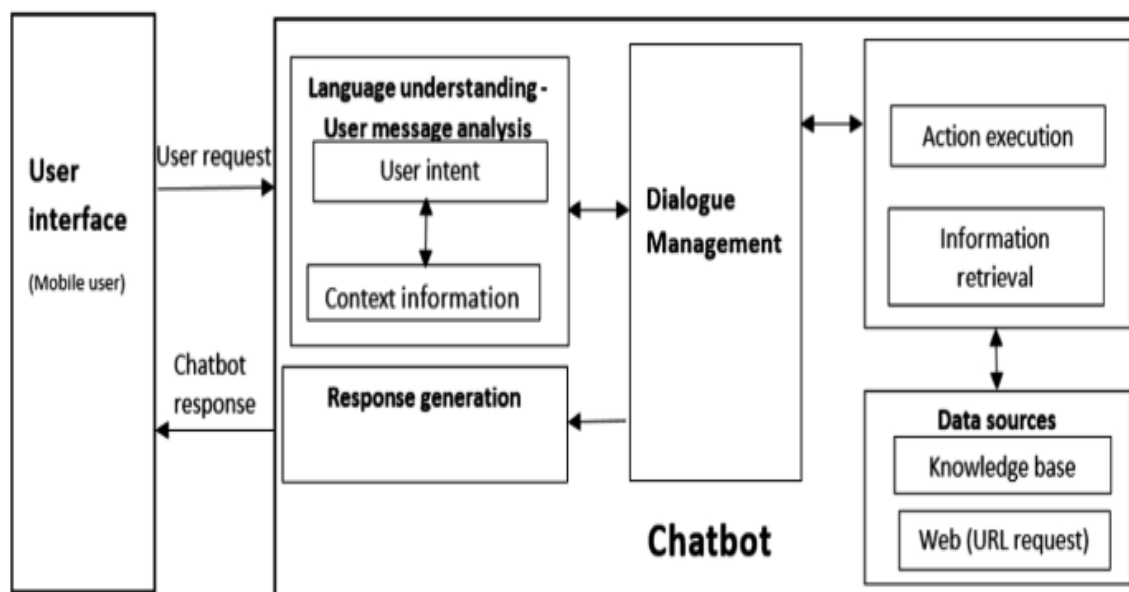 User
interface
(Mobile user)
User request
Chatbot
response
Language understanding -
User message analysis
User intent
Context information
Response generation
Dialogue
Management
Action execution
Information
retrieval
Data sources
Knowledge base
Web (URL request)
Chatbot